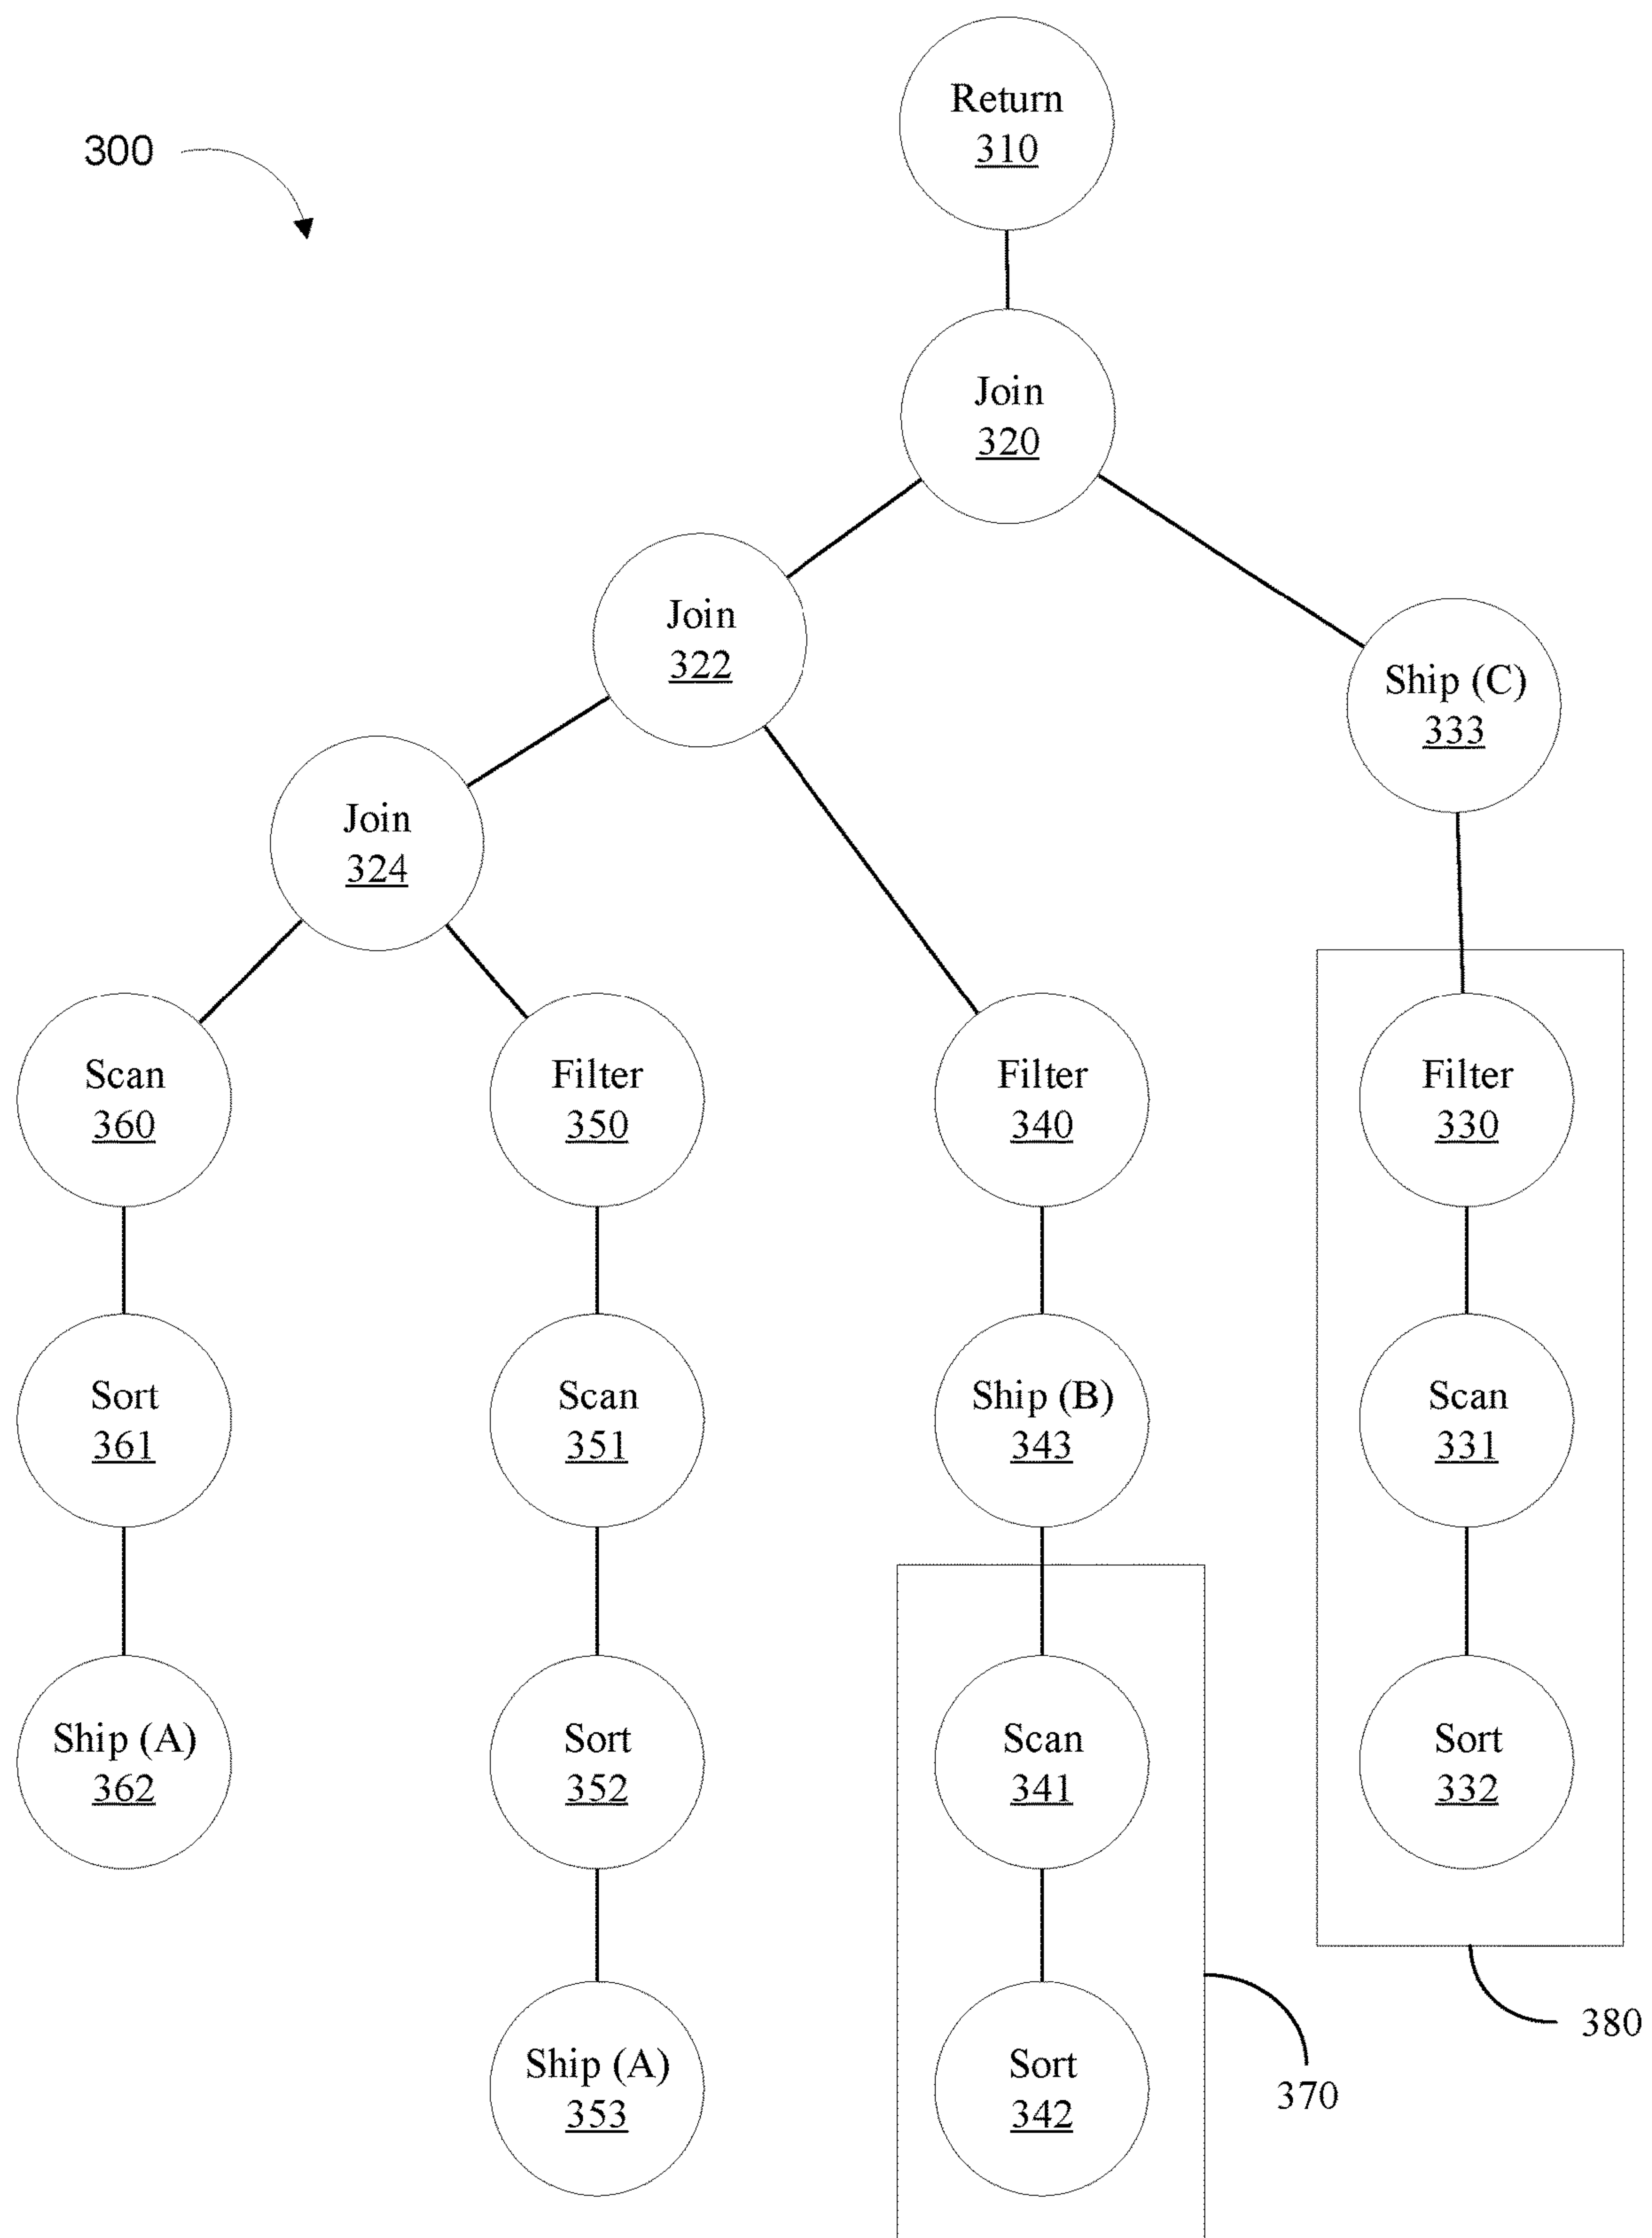 300
Return
310
Join
320
Join
322
Ship (C)
333
Join
324
Scan
360
Filter
350
Filter
340
Filter
330
Sort
361
Scan
351
Ship (B)
343
Scan
331
Ship (A)
362
Sort
352
Scan
341
Sort
332
380
Ship (A)
353
Sort
342
370